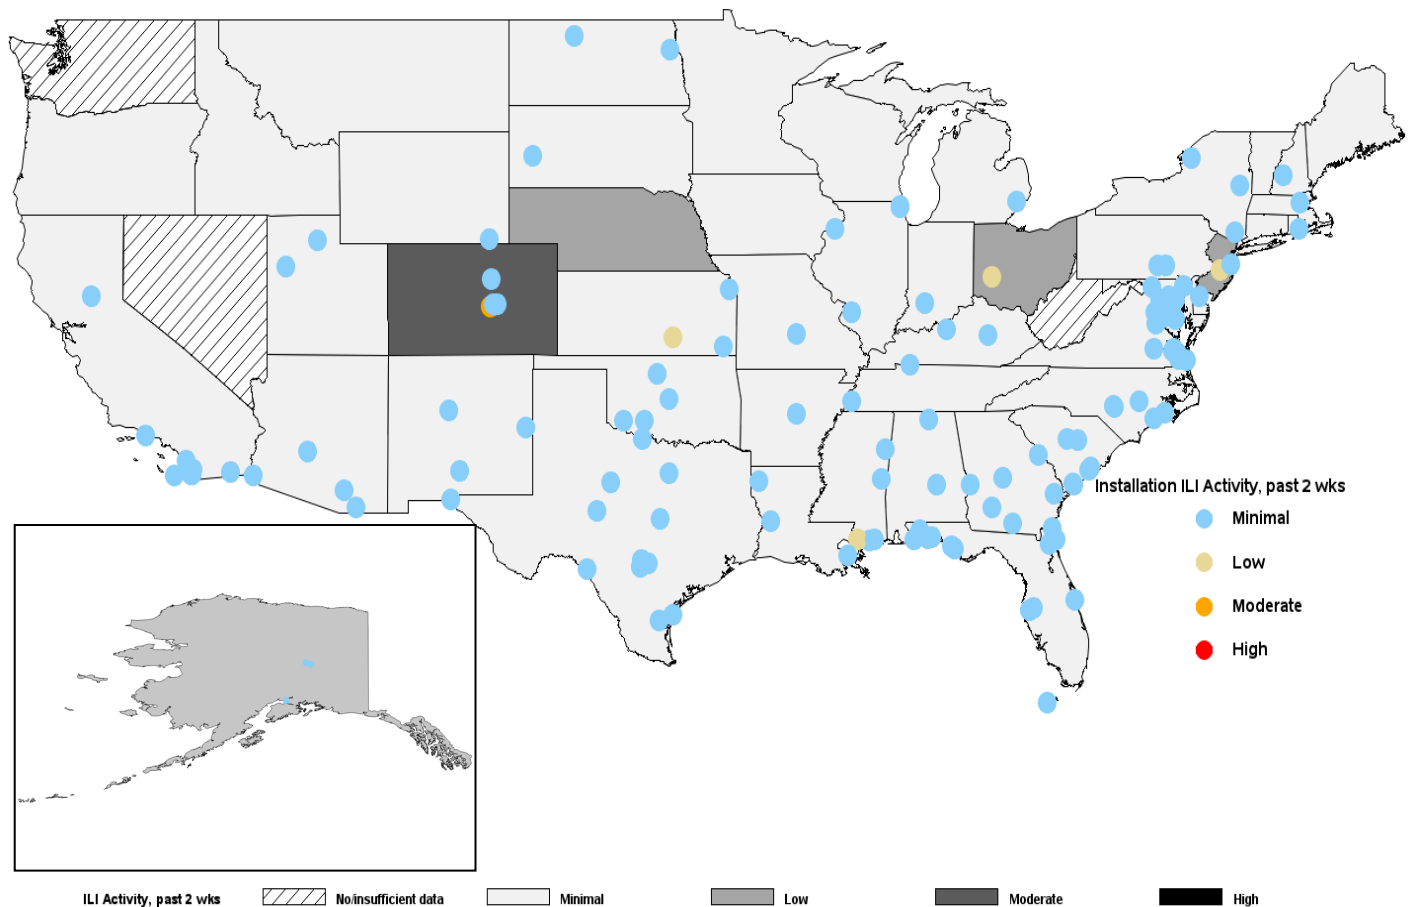 Installation ILI Activity, past 2 wks
Minimal
Low
Moderate
High
ILI Activity, past 2 wks No/insufficient data Minimal Low Moderate High